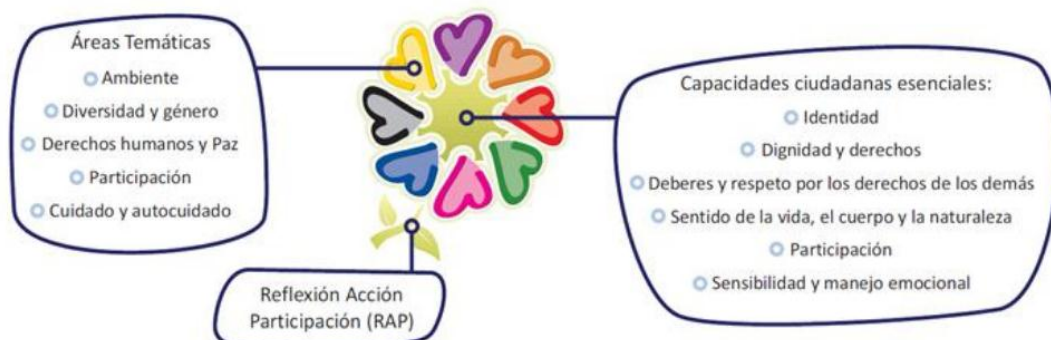 Áreas Temáticas
Ambiente
Diversidad y género
Derechos humanos y Paz
Participación
Cuidado y autocuidado
Reflexión Acción
Participación (RAP)
Capacidades ciudadanas esenciales:
Identidad
Dignidad y derechos
Deberes y respeto por los derechos de los demás
Sentido de la vida, el cuerpo y la naturaleza
Participación
Sensibilidad y manejo emocional